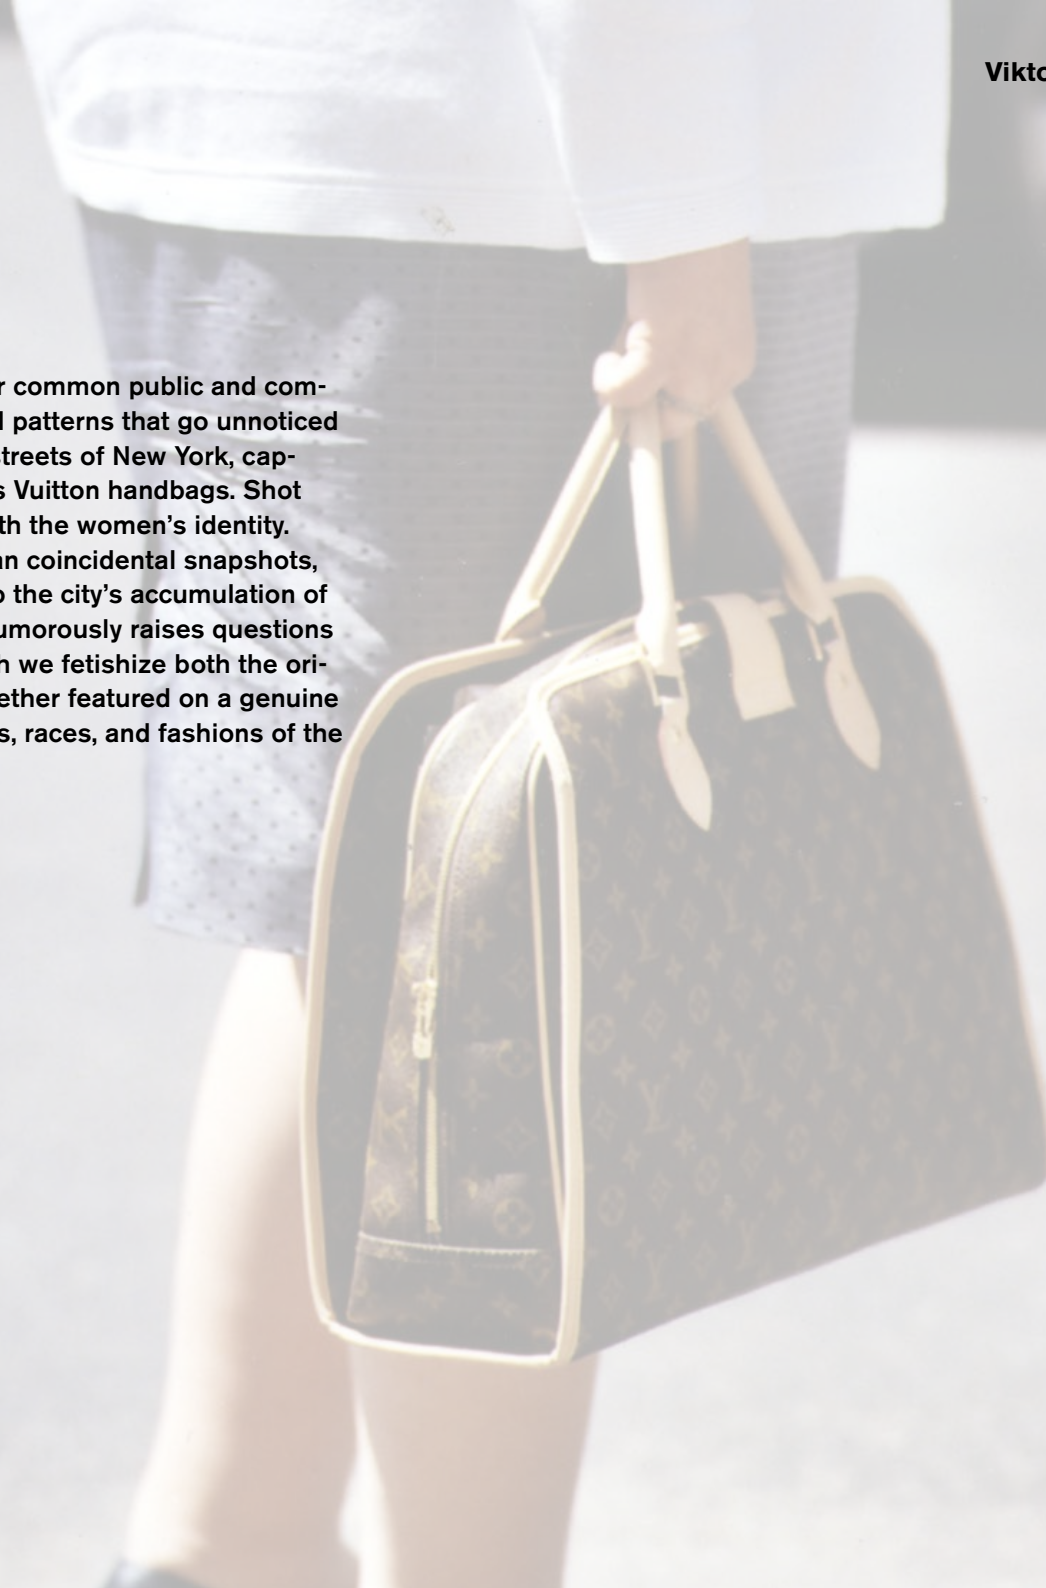 Vikto
r common public and com-
l patterns that go unnoticed
treets of New York, cap-
s Vuitton handbags. Shot
th the women’s identity.
an coincidental snapshots,
o the city’s accumulation of
umorously raises questions
h we fetishize both the ori-
ether featured on a genuine
s, races, and fashions of the